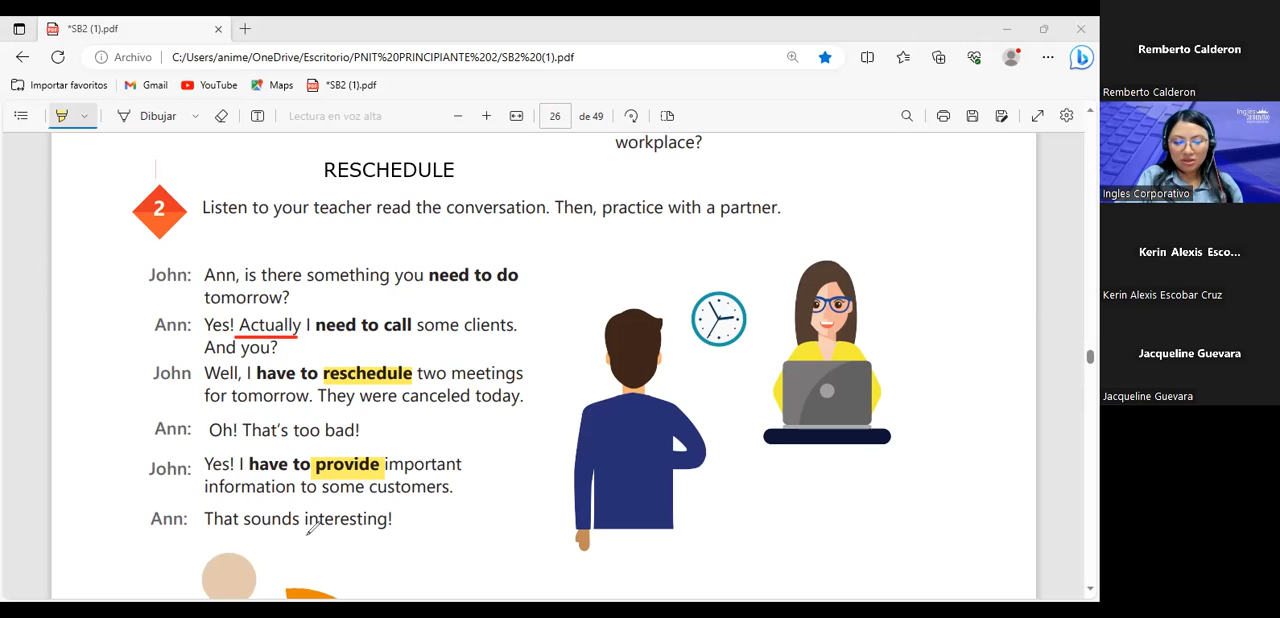 *SB2 (1).pdf
Archivo
C:/Users/anime/OneDrive/Escritorio/PNIT%20PRINCIPIANTE%202/SB2%20(1).pdf
Importar favoritos
Gmail
YouTube
Maps
*SB2 (1).pdf
Dibujar
Lectura en voz alta
26
de 49
workplace?
RESCHEDULE
2 Listen to your teacher read the conversation. Then, practice with a partner.
John: Ann, is there something you need to do
tomorrow?
Ann: Yes! Actually I need to call some clients.
And you?
John Well, I have to reschedule two meetings
for tomorrow. They were canceled today.
Ann: Oh! That's too bad!
John: Yes! I have to provide important
information to some customers.
Ann: That sounds interesting!
Remberto Calderon
Remberto Calderon
Ingles Corporativo
Kerin Alexis Esco...
Kerin Alexis Escobar Cruz
Jacqueline Guevara
Jacqueline Guevara